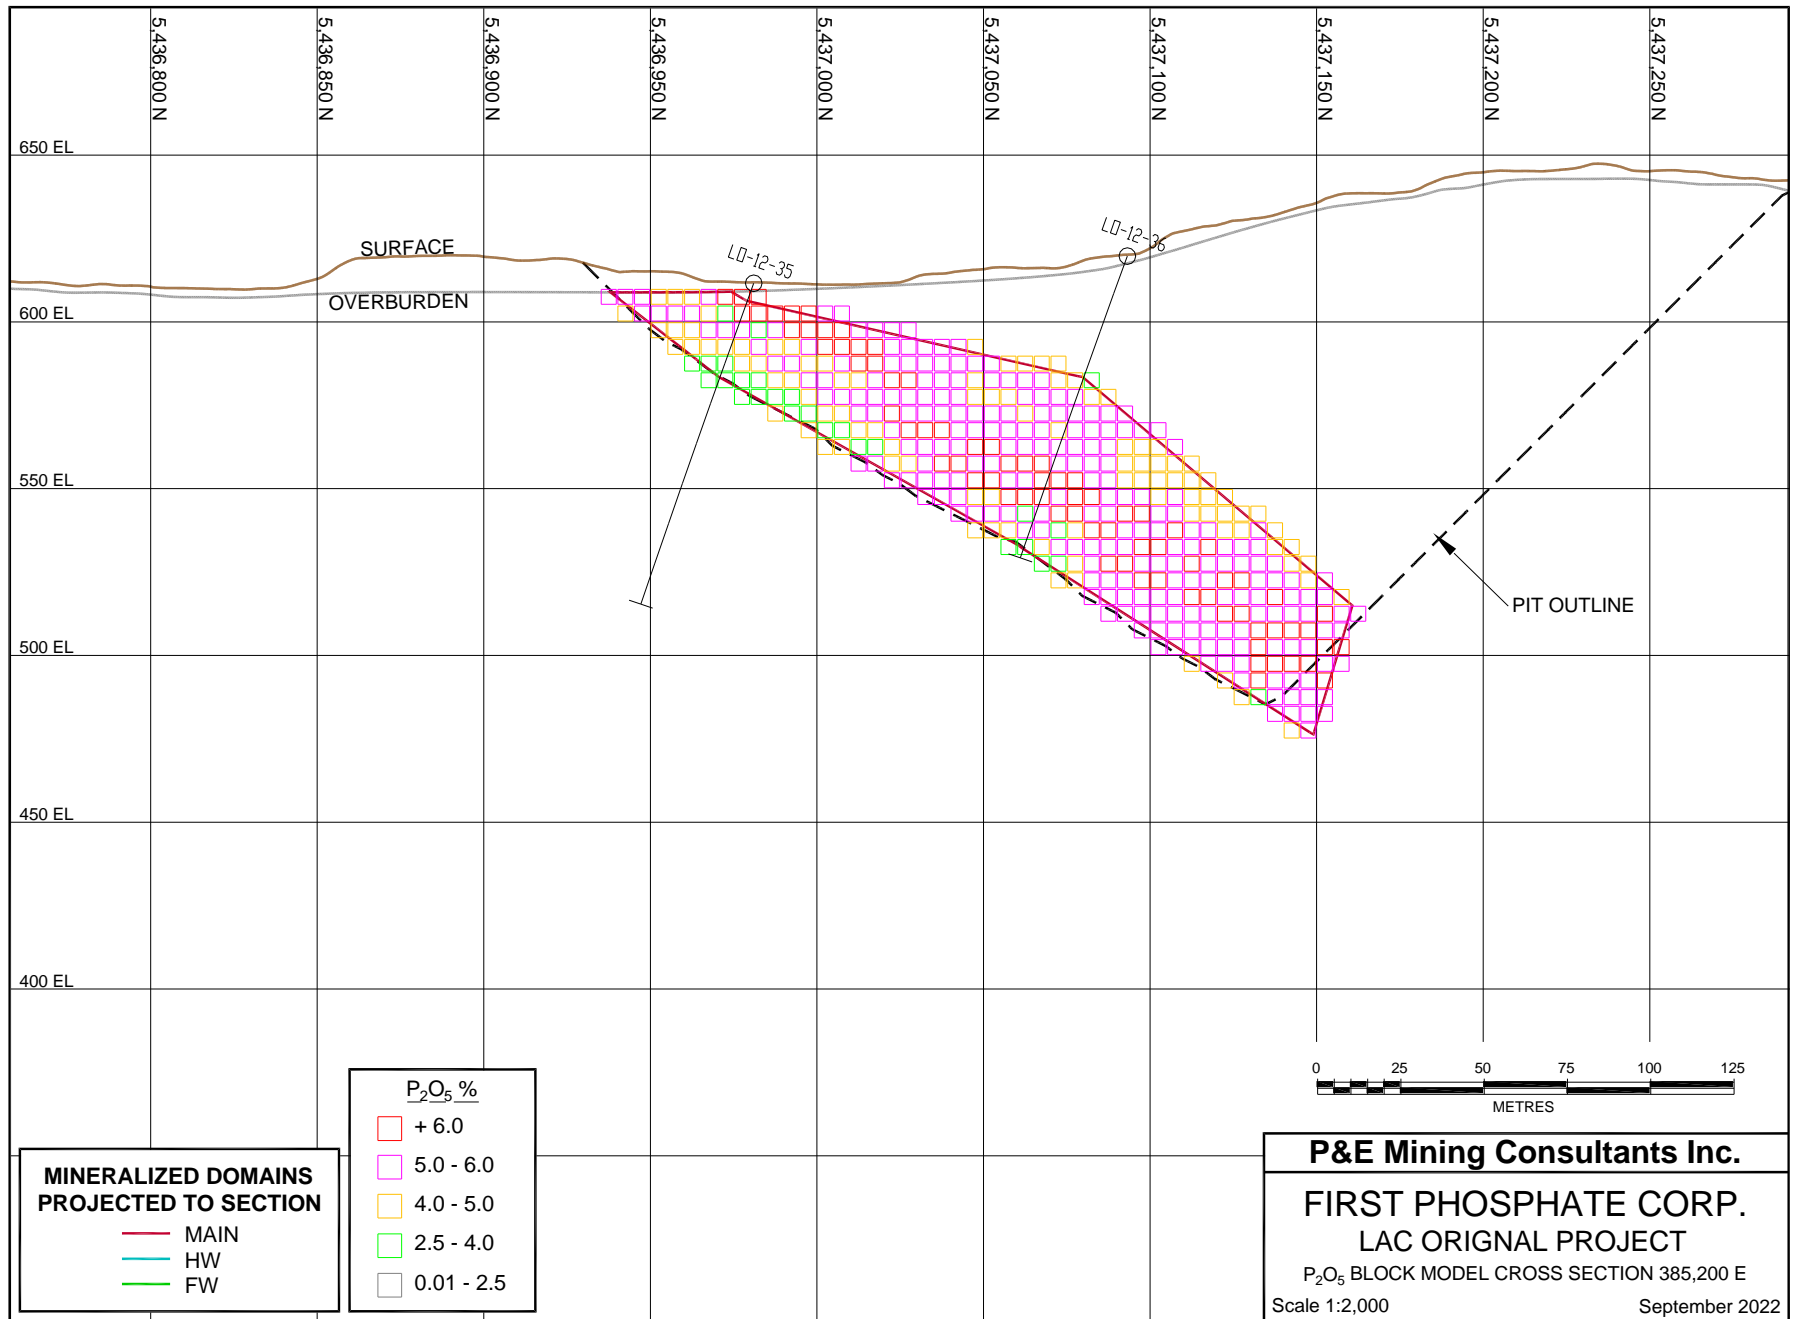 5,436,800 N
5,436,850 N
5,436,900 N
5,436,950 N
5,437,000 N
5,437,050 N
5,437,100 N
5,437,150 N
5,437,200 N
5,437,250 N
650 EL
600 EL
550 EL
500 EL
450 EL
400 EL
SURFACE
OVERBURDEN
LO-12-35
LO-12-36
PIT OUTLINE
0 25 50 75 100 125
METRES
P₂O₅ %
+ 6.0
5.0 - 6.0
4.0 - 5.0
2.5 - 4.0
0.01 - 2.5
MINERALIZED DOMAINS
PROJECTED TO SECTION
MAIN
HW
FW
P&E Mining Consultants Inc.
FIRST PHOSPHATE CORP.
LAC ORIGNAL PROJECT
P₂O₅ BLOCK MODEL CROSS SECTION 385,200 E
Scale 1:2,000 September 2022